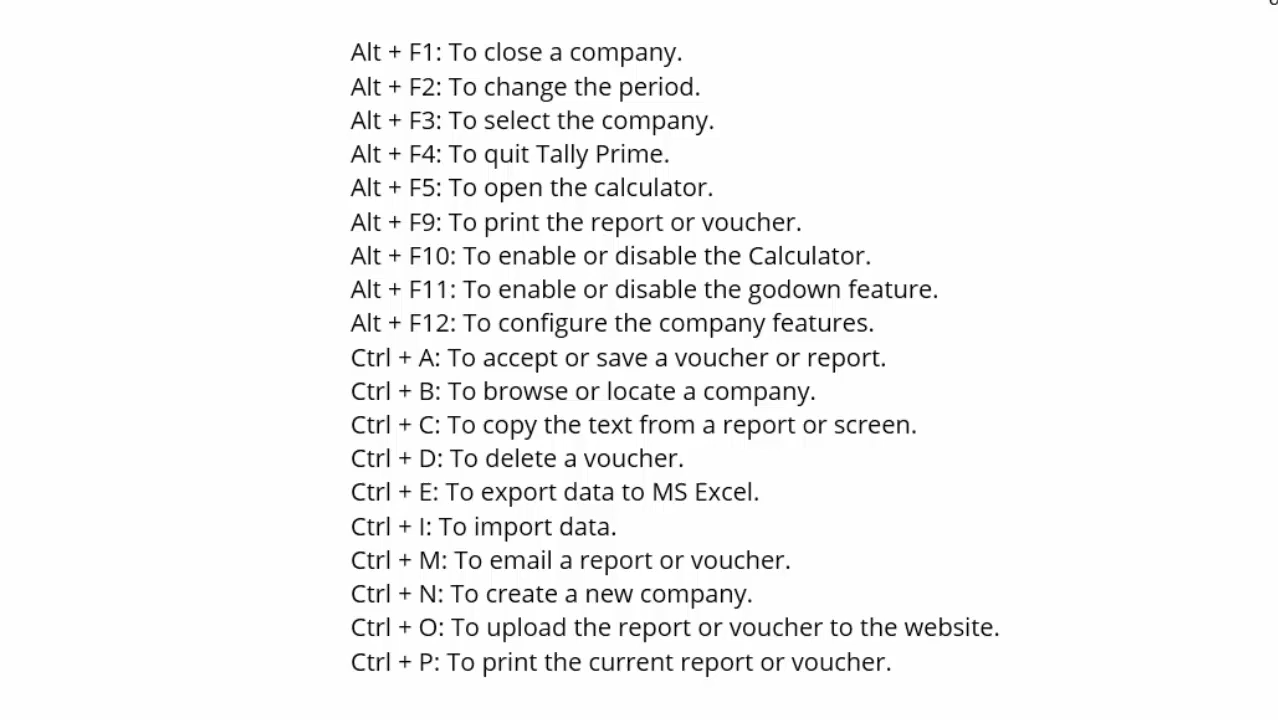 Alt + F1: To close a company.
Alt + F2: To change the period.
Alt + F3: To select the company.
Alt + F4: To quit Tally Prime.
Alt + F5: To open the calculator.
Alt + F9: To print the report or voucher.
Alt + F10: To enable or disable the Calculator.
Alt + F11: To enable or disable the godown feature.
Alt + F12: To configure the company features.
Ctrl + A: To accept or save a voucher or report.
Ctrl + B: To browse or locate a company.
Ctrl + C: To copy the text from a report or screen.
Ctrl + D: To delete a voucher.
Ctrl + E: To export data to MS Excel.
Ctrl + I: To import data.
Ctrl + M: To email a report or voucher.
Ctrl + N: To create a new company.
Ctrl + O: To upload the report or voucher to the website.
Ctrl + P: To print the current report or voucher.